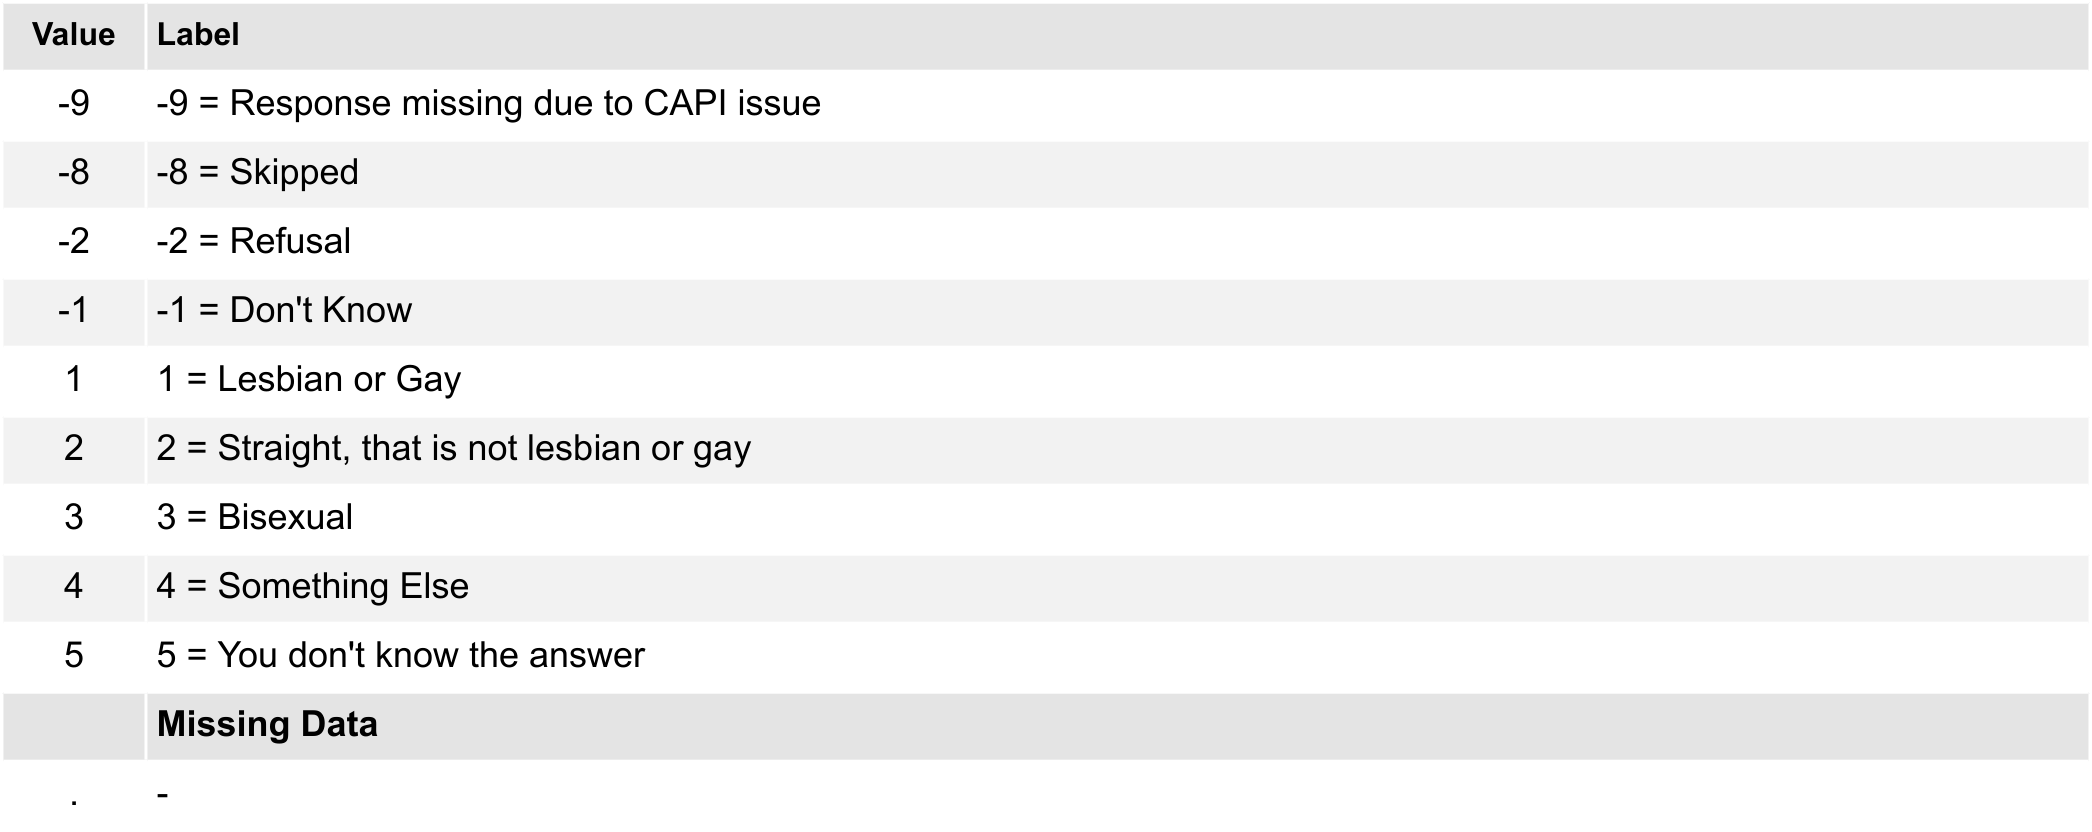 Value Label
-9 -9 = Response missing due to CAPI issue
-8 -8 = Skipped
-2 -2 = Refusal
-1 -1 = Don't Know
1 1 = Lesbian or Gay
2 2 = Straight, that is not lesbian or gay
3 3 = Bisexual
4 4 = Something Else
5 5 = You don't know the answer
Missing Data
. -